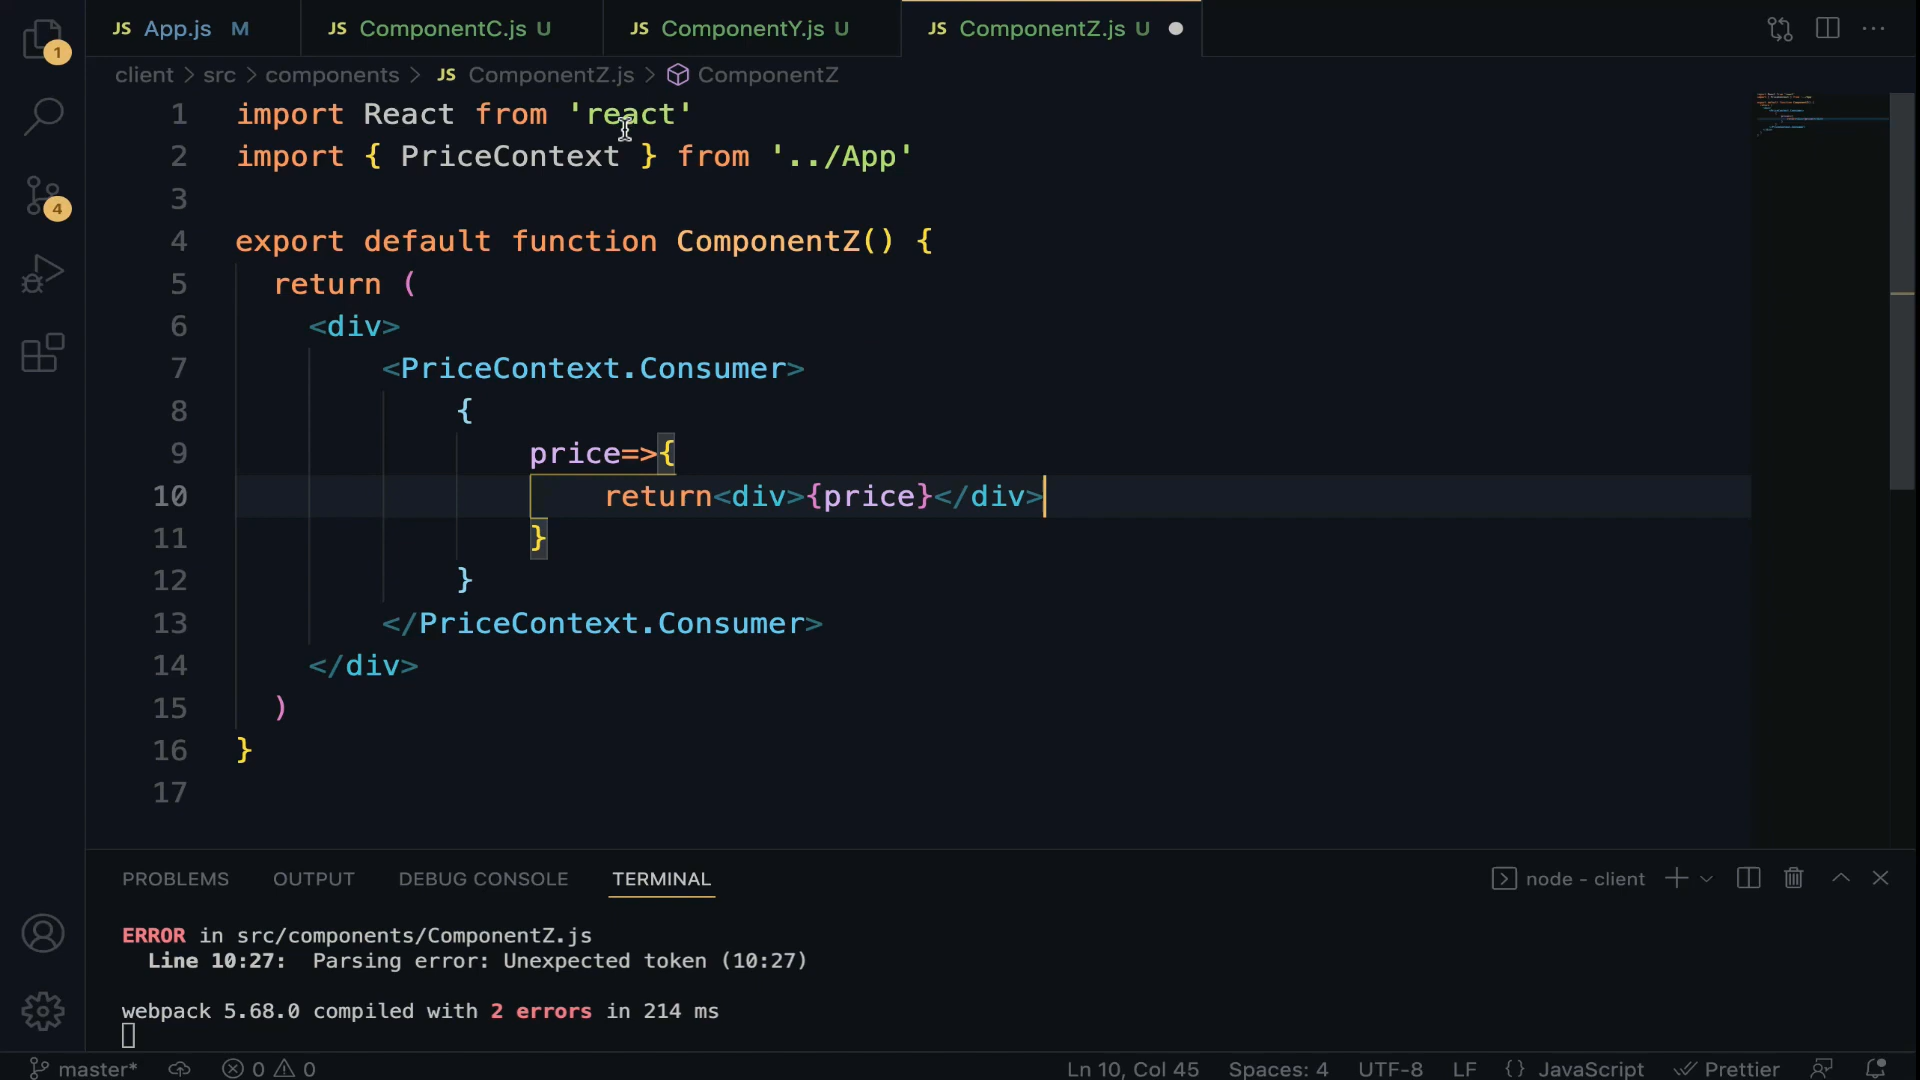 JS App.js M JS ComponentC.js U JS ComponentY.js U JS ComponentZ.js U
1
client > src > components > JS ComponentZ.js > ComponentZ
1 import React from 'react'
2 import { PriceContext } from '../App'
3
4 export default function ComponentZ() {
4
5 return (
6 <div>
7 <PriceContext.Consumer>
8 {
9 price=>{
10 return<div>{price}</div>
11 }
12 }
13 </PriceContext.Consumer>
14 </div>
15 )
16 }
17
PROBLEMS OUTPUT DEBUG CONSOLE TERMINAL node - client
ERROR in src/components/ComponentZ.js
Line 10:27: Parsing error: Unexpected token (10:27)
webpack 5.68.0 compiled with 2 errors in 214 ms
master* 0 0 Ln 10, Col 45 Spaces: 4 UTF-8 LF {} JavaScript Prettier